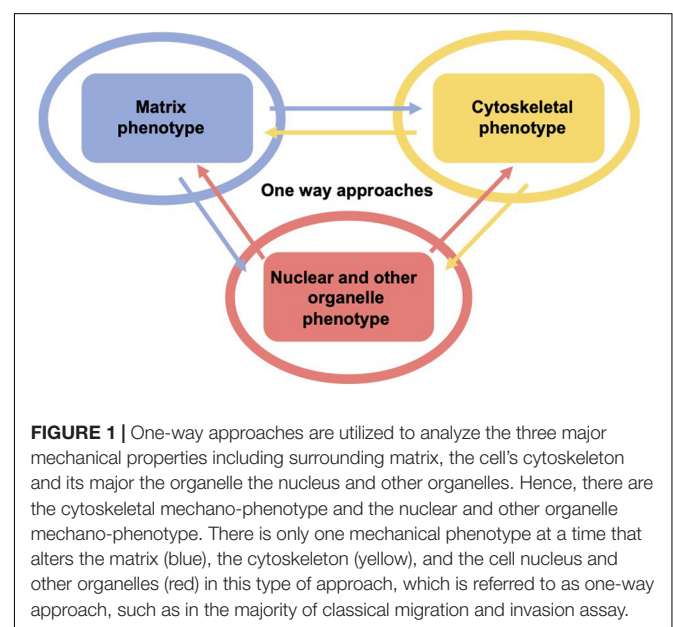 Matrix
phenotype
Cytoskeletal
phenotype
One way approaches
Nuclear and other
organelle
phenotype
FIGURE 1 | One-way approaches are utilized to analyze the three major
mechanical properties including surrounding matrix, the cell's cytoskeleton
and its major the organelle the nucleus and other organelles. Hence, there are
the cytoskeletal mechano-phenotype and the nuclear and other organelle
mechano-phenotype. There is only one mechanical phenotype at a time that
alters the matrix (blue), the cytoskeleton (yellow), and the cell nucleus and
other organelles (red) in this type of approach, which is referred to as one-way
approach, such as in the majority of classical migration and invasion assay.